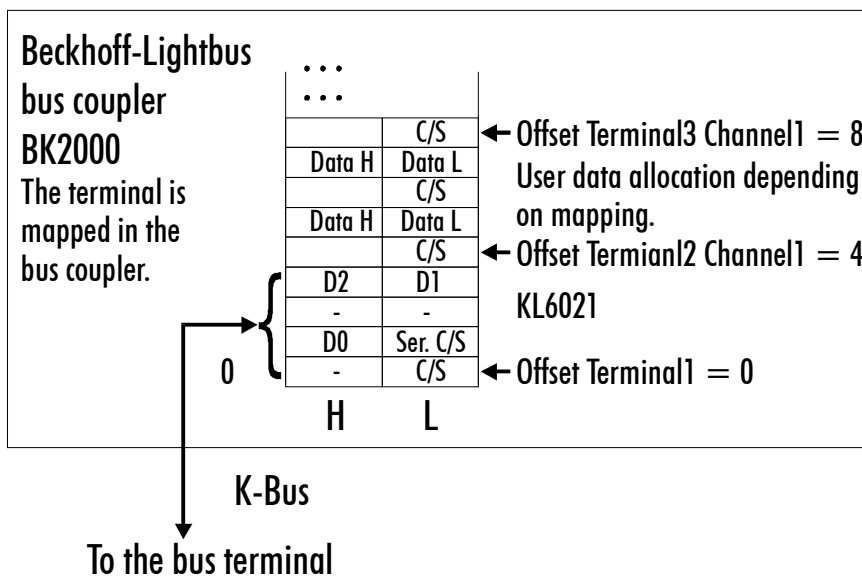 Beckhoff-Lightbus
bus coupler
BK2000
The terminal is
mapped in the
bus coupler.
...
...
C/S
Data H Data L
C/S
Data H Data L
C/S
D2 D1
- -
D0 Ser. C/S
0 - C/S
H L
Offset Terminal3 Channel1 = 8
User data allocation depending
on mapping.
Offset Termianl2 Channel1 = 4
KL6021
Offset Terminal1 = 0
K-Bus
To the bus terminal